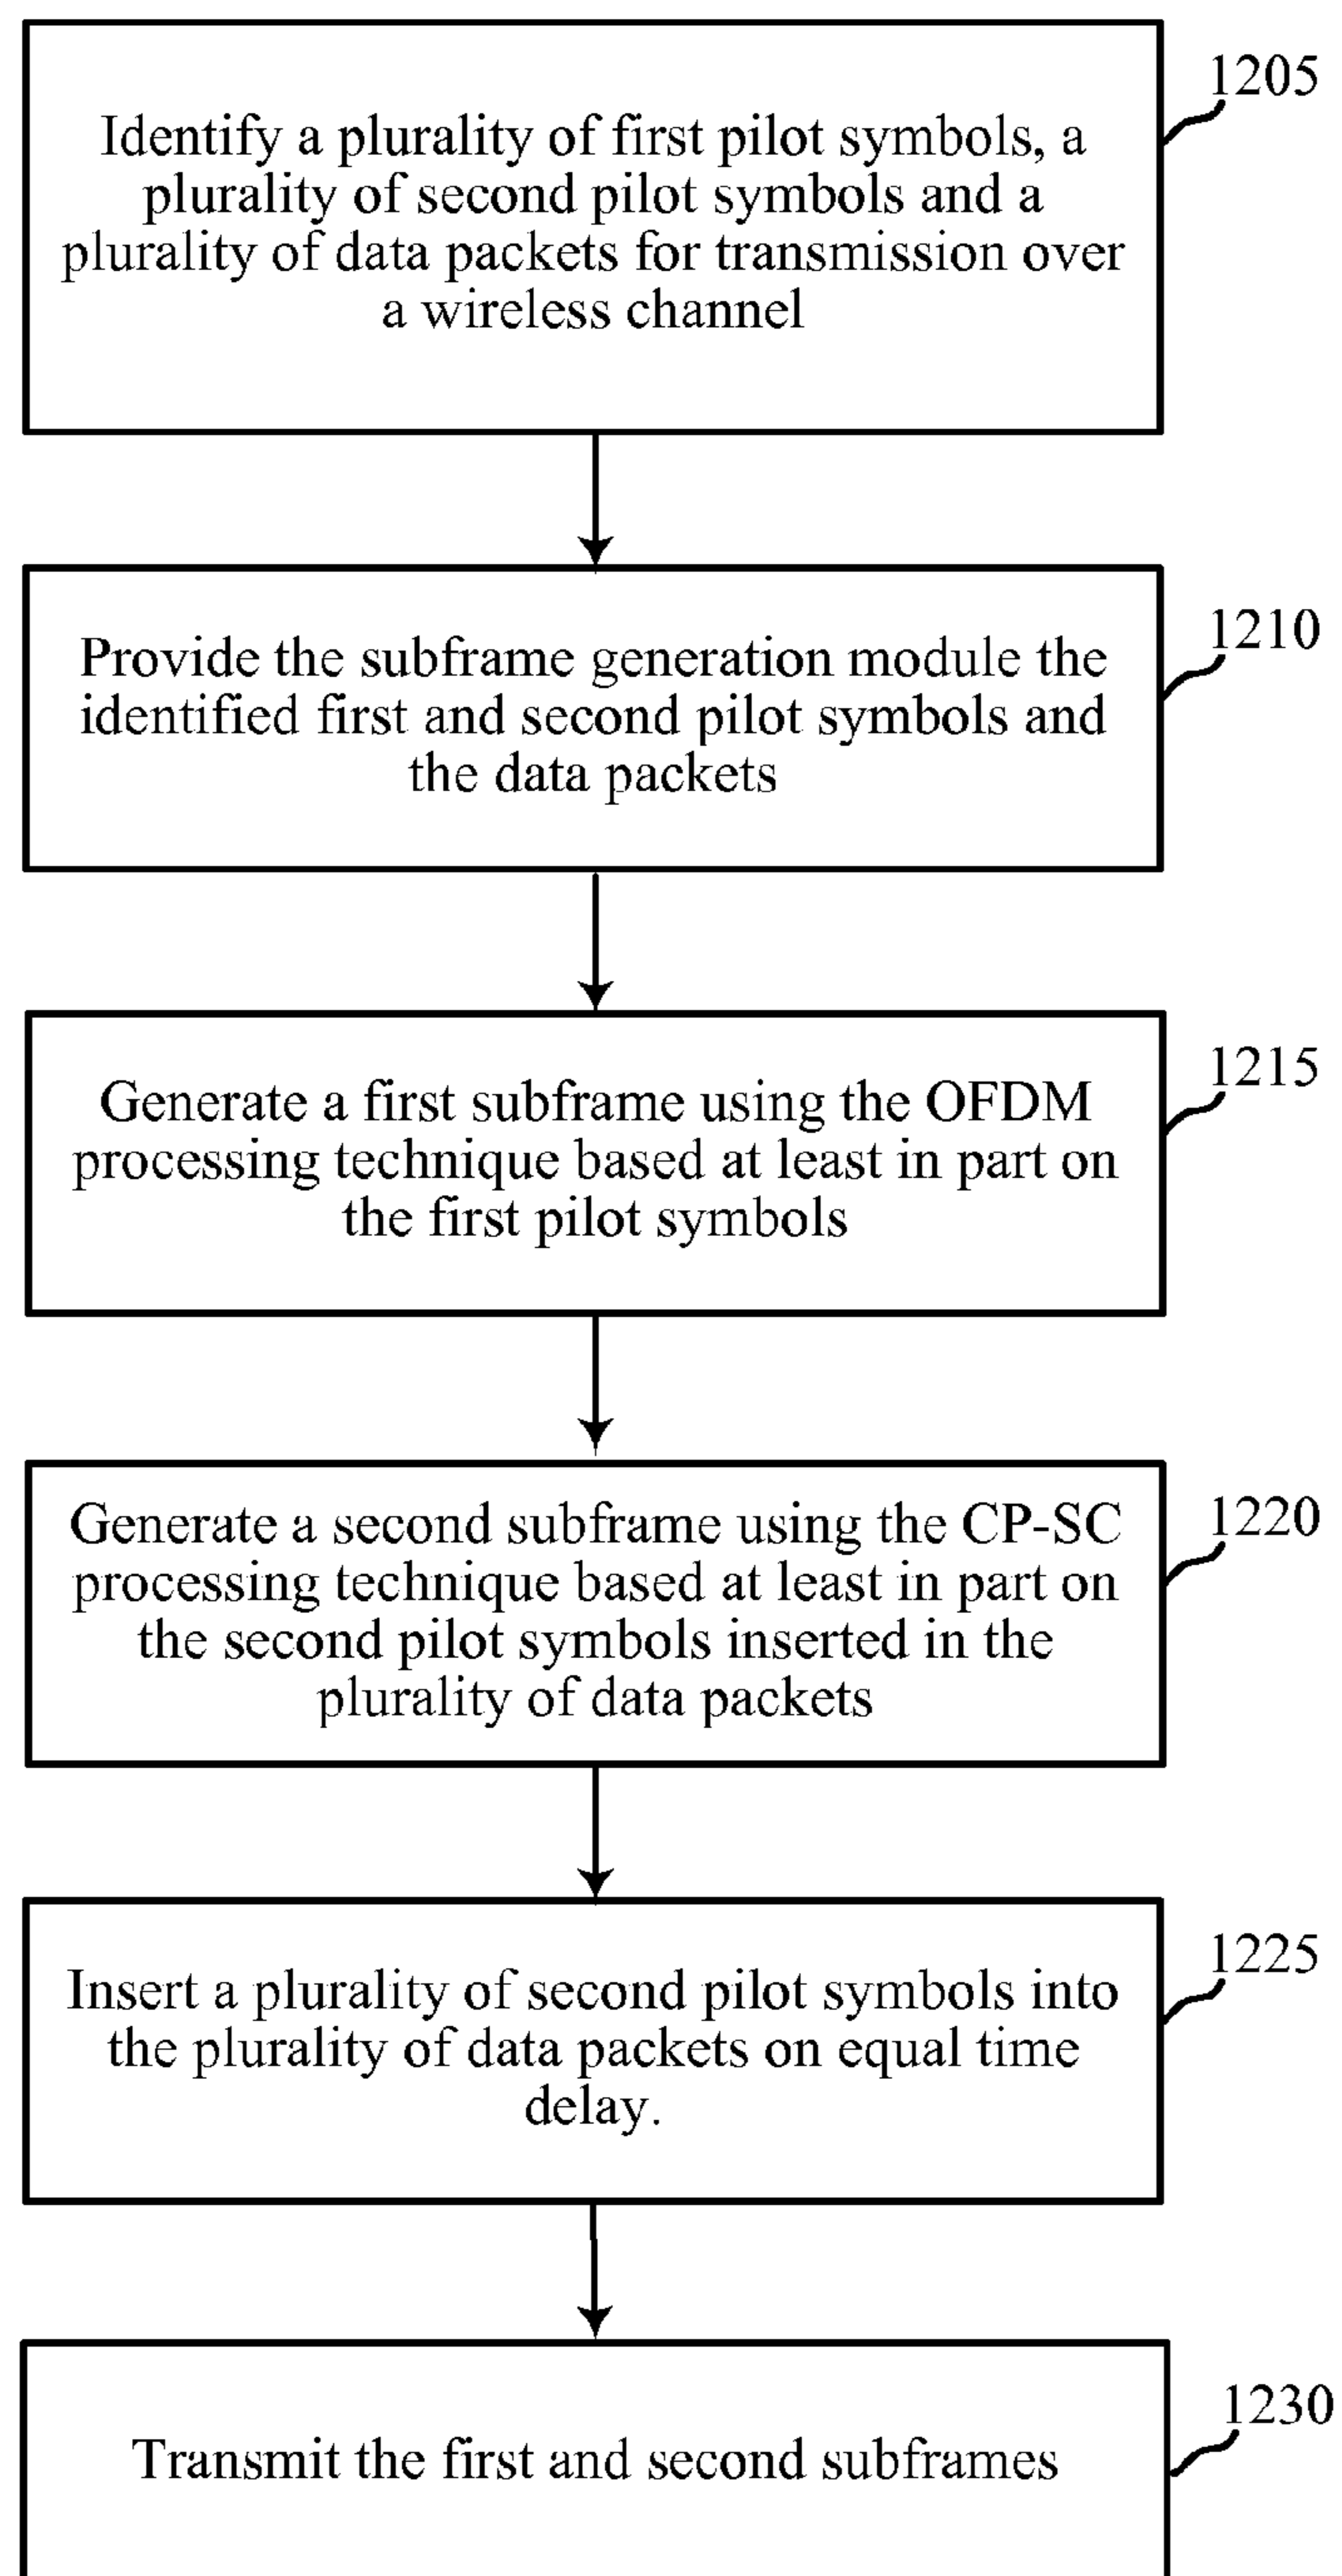 1205
Identify a plurality of first pilot symbols, a
plurality of second pilot symbols and a
plurality of data packets for transmission over
a wireless channel
1210
Provide the subframe generation module the
identified first and second pilot symbols and
the data packets
1215
Generate a first subframe using the OFDM
processing technique based at least in part on
the first pilot symbols
1220
Generate a second subframe using the CP-SC
processing technique based at least in part on
the second pilot symbols inserted in the
plurality of data packets
1225
Insert a plurality of second pilot symbols into
the plurality of data packets on equal time
delay.
1230
Transmit the first and second subframes